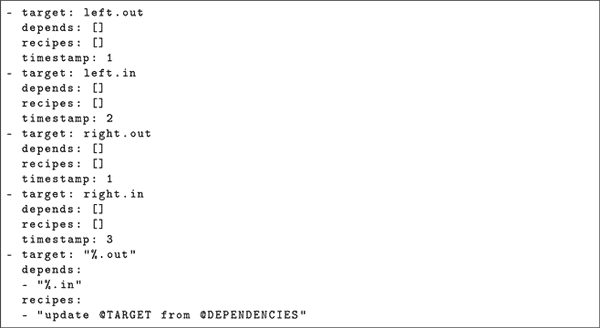 - target: left.out
  depends: []
  recipes: []
  timestamp: 1
- target: left.in
  depends: []
  recipes: []
  timestamp: 2
- target: right.out
  depends: []
  recipes: []
  timestamp: 1
- target: right.in
  depends: []
  recipes: []
  timestamp: 3
- target: "%.out"
  depends:
  - "%.in"
  recipes:
  - "update @TARGET from @DEPENDENCIES"